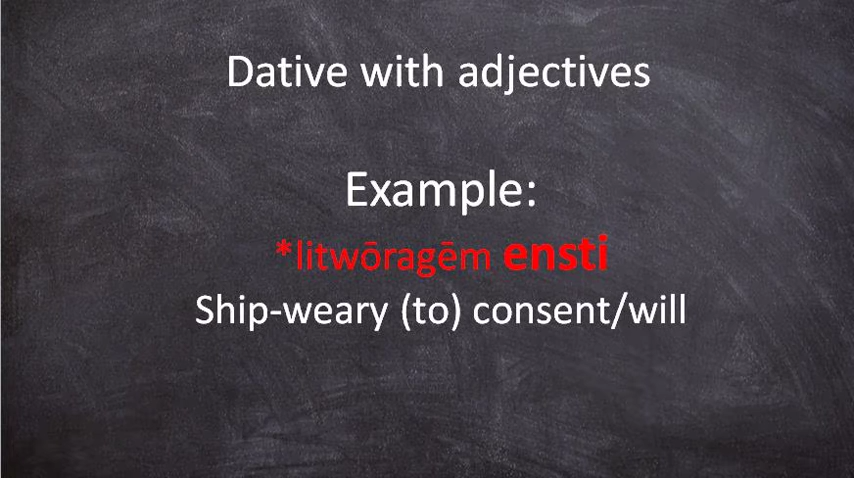 Dative with adjectives
Example:
*litwōragēm ensti
Ship-weary (to) consent/will